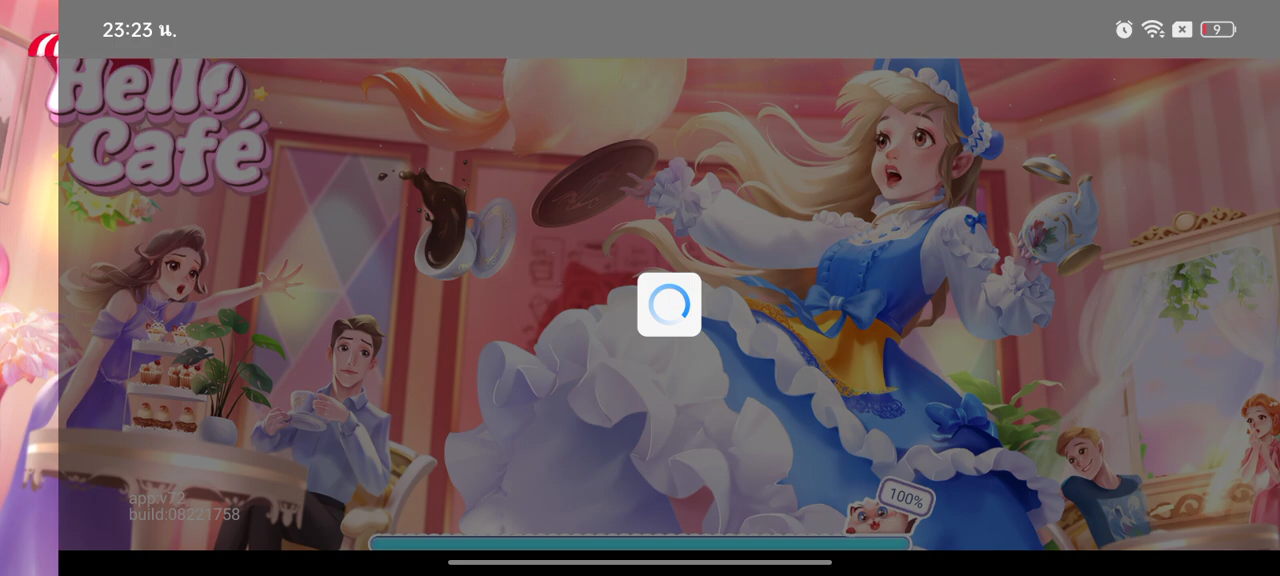 23:23 น.
9
Hello
Café
100%
app:v72
build:08221758